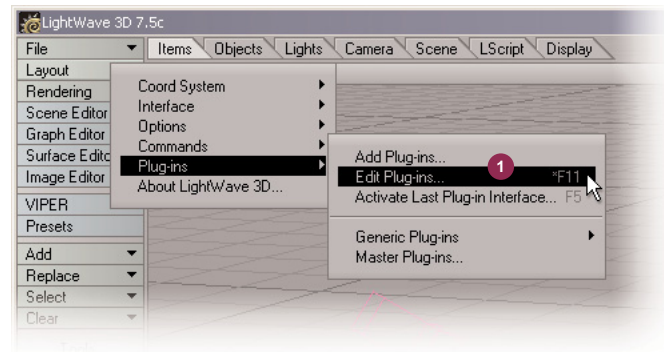 LightWave 3D 7.5c
File
Items Objects Lights Camera Scene LScript Display
Layout
Rendering
Scene Editor
Graph Editor
Surface Edito
Image Editor
VIPER
Presets
Add
Replace
Select
Clear
Tools
Coord System
Interface
Options
Commands
Plug-ins
About LightWave 3D...
Add Plug-ins...
Edit Plug-ins... 1 *F11
Activate Last Plug-in Interface... F5
Generic Plug-ins
Master Plug-ins...